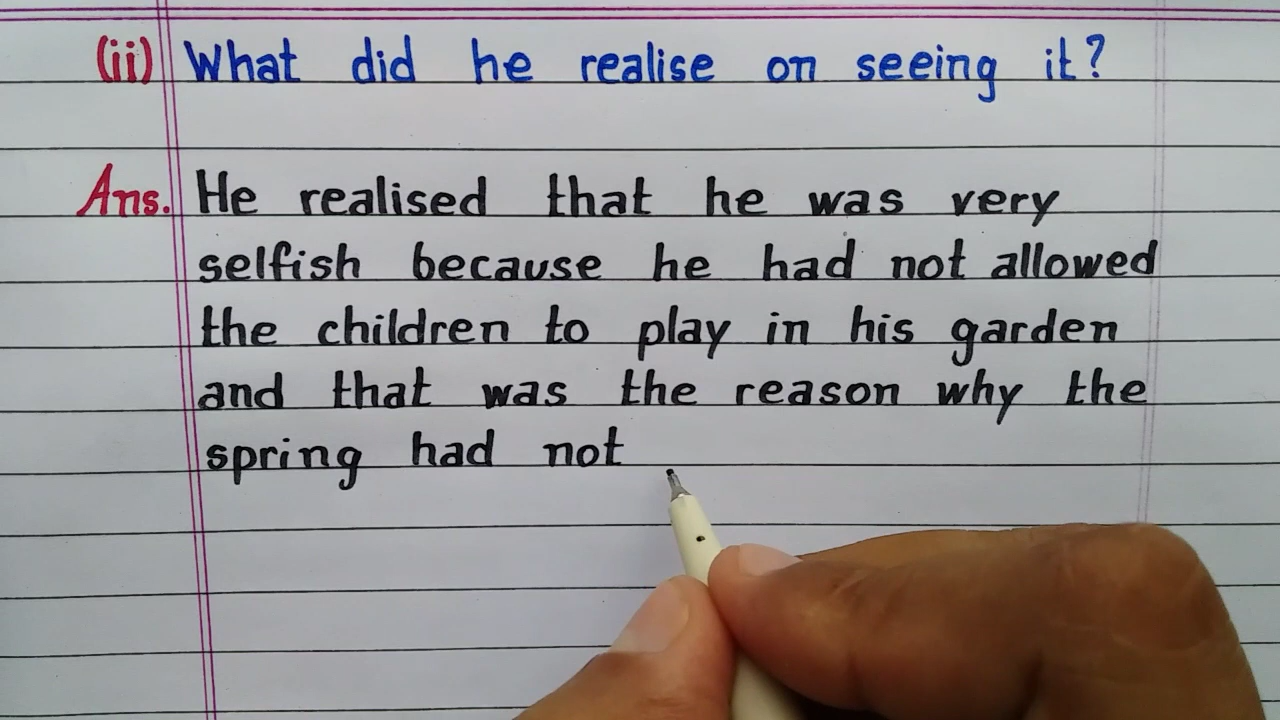 (ii) What did he realise on seeing it?
Ans. He realised that he was very
selfish because he had not allowed
the children to play in his garden
and that was the reason why the
spring had not